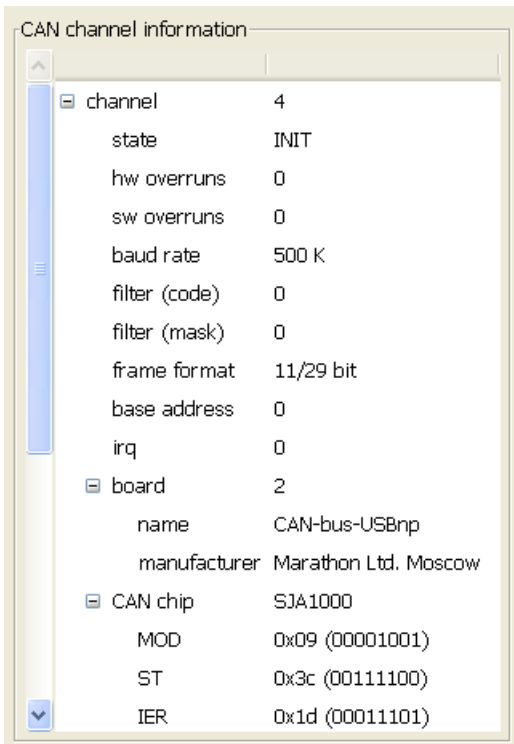 CAN channel information
channel 4
state INIT
hw overruns 0
sw overruns 0
baud rate 500 K
filter (code) 0
filter (mask) 0
frame format 11/29 bit
base address 0
irq 0
board 2
name CAN-bus-USBnp
manufacturer Marathon Ltd. Moscow
CAN chip SJA1000
MOD 0x09 (00001001)
ST 0x3c (00111100)
IER 0x1d (00011101)